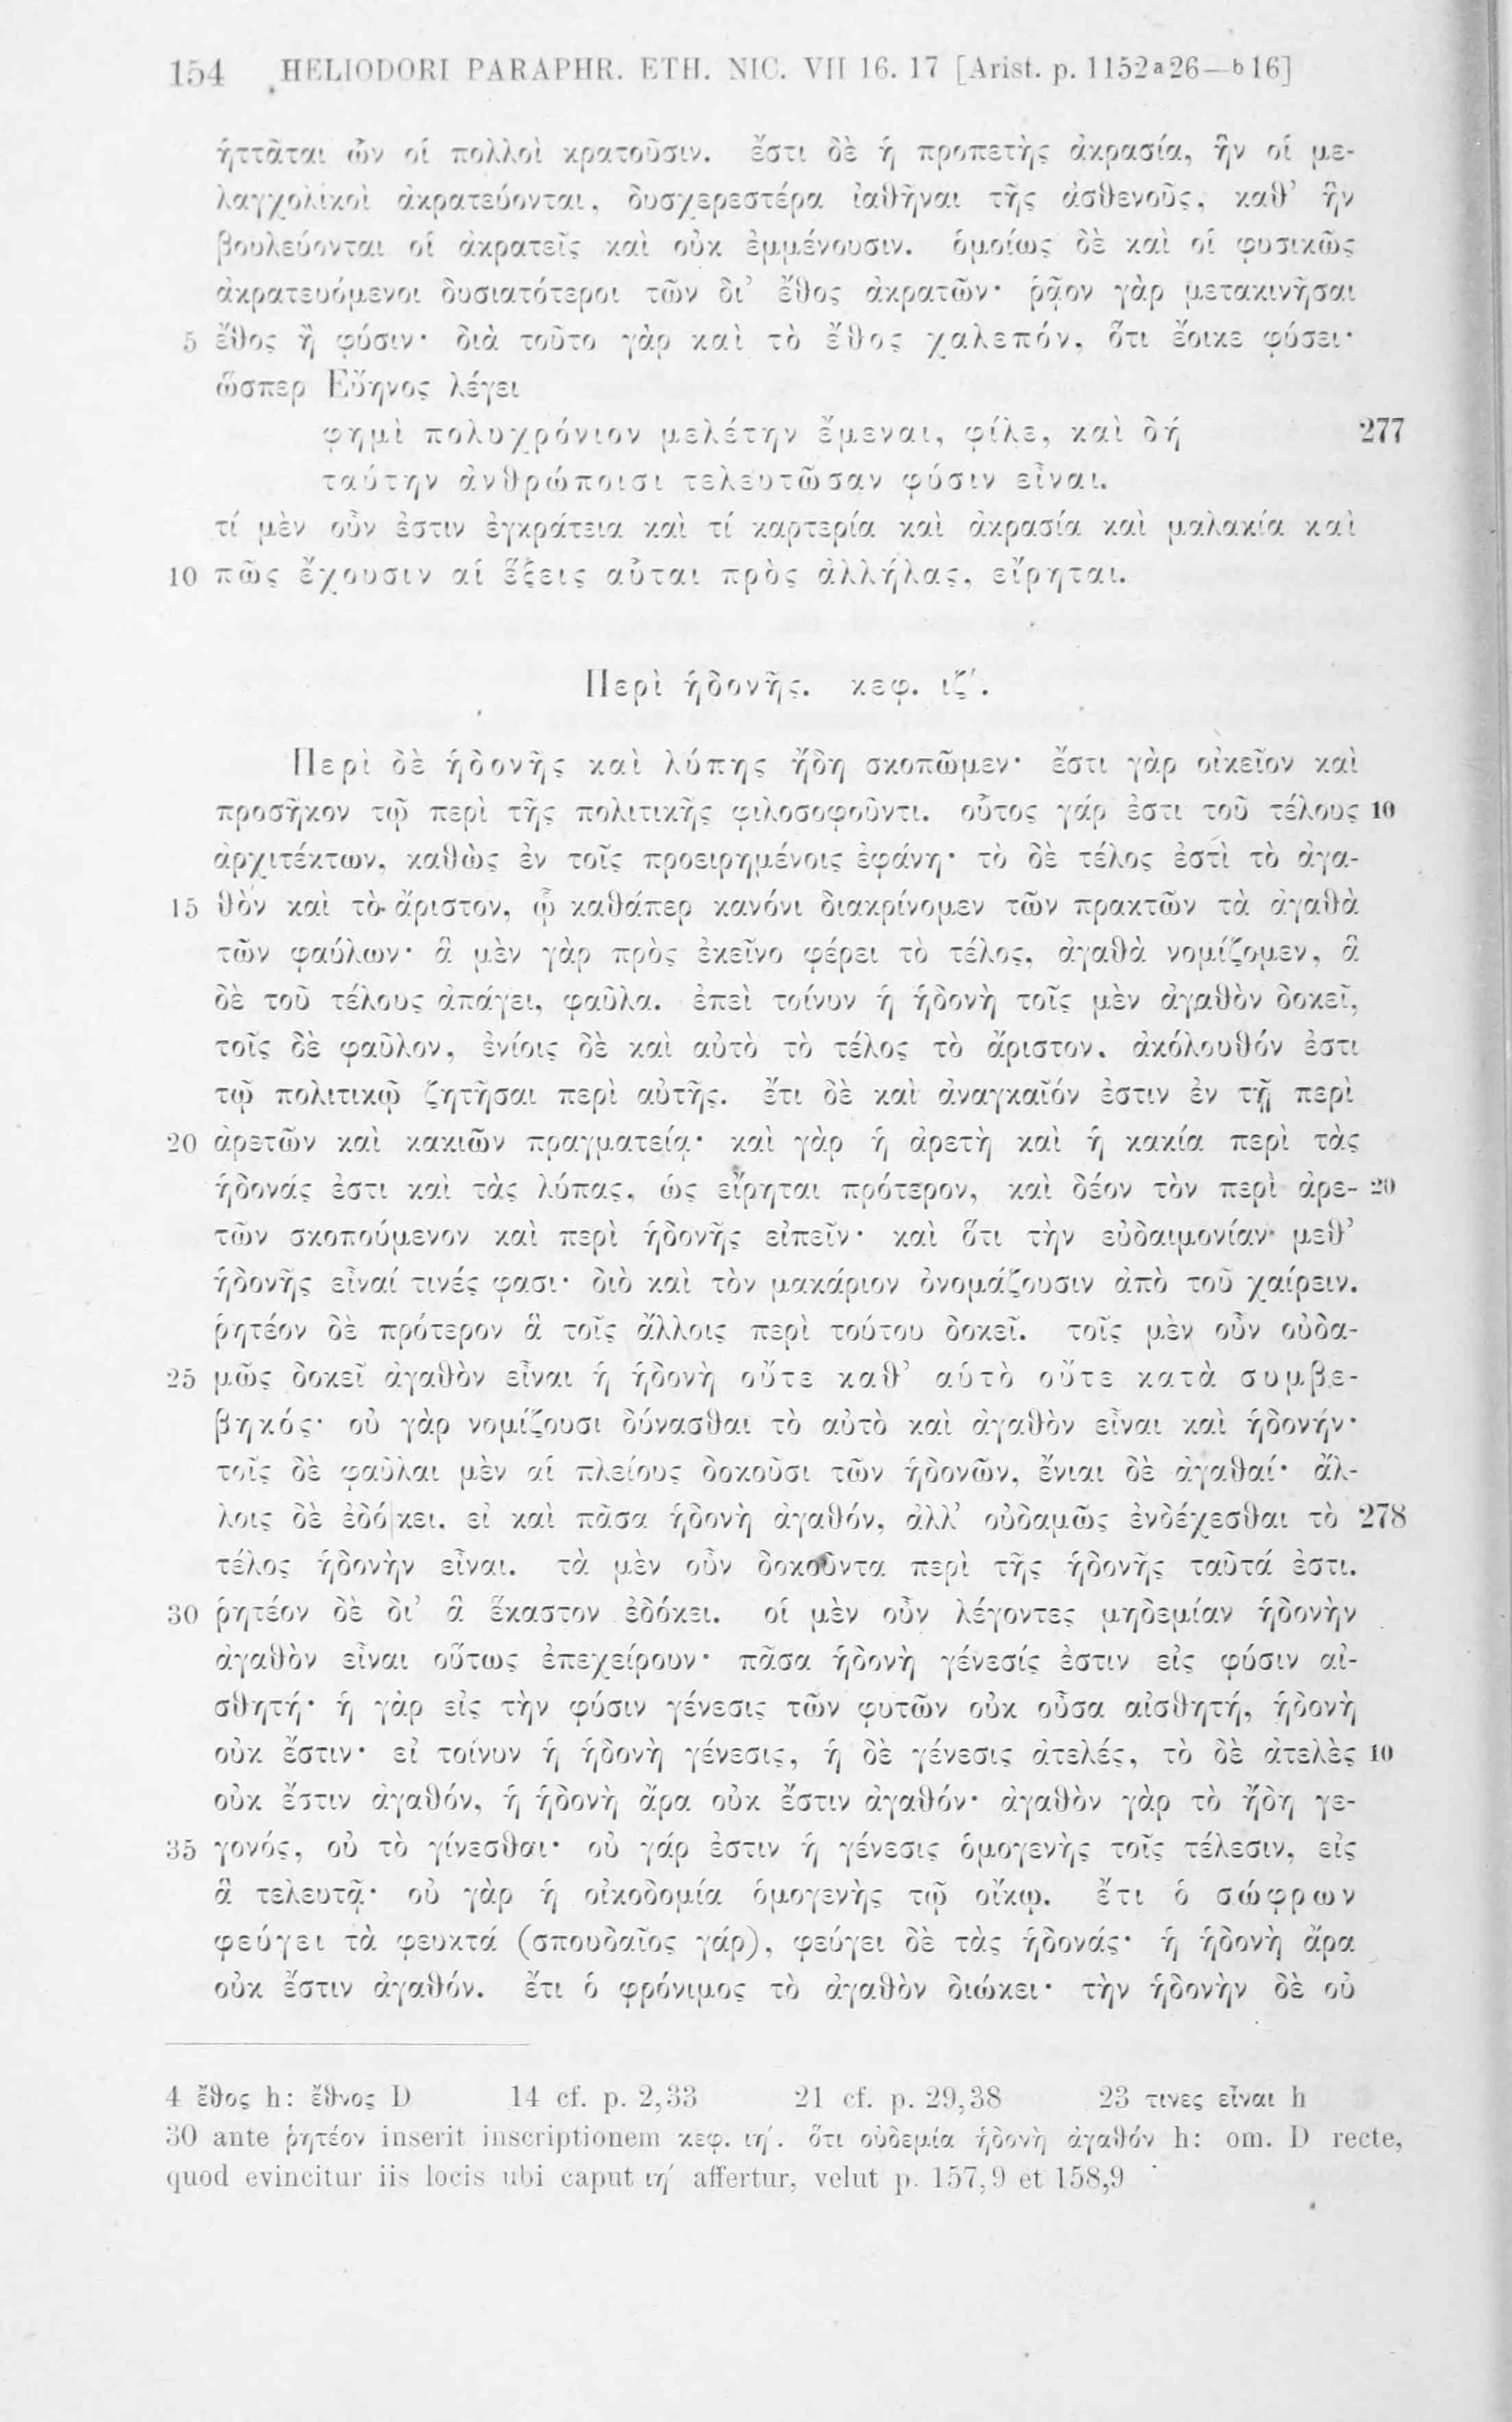 154 HELIODORI PARAPHR. ETH. NIC. VII 16. 17 [Arist. p. 1152a26—b16]
ἡττᾶται ὧν οἱ πολλοὶ κρατοῦσιν. ἔστι δὲ ἡ προπετὴς ἀκρασία, ἣν οἱ με-
λαγχολικοὶ ἀκρατεύονται, δυσχερεστέρα ἰαθῆναι τῆς ἀσθενοῦς, καθ’ ἣν
βουλεύονται οἱ ἀκρατεῖς καὶ οὐκ ἐμμένουσιν. ὁμοίως δὲ καὶ οἱ φυσικῶς
ἀκρατευόμενοι δυσιατότεροι τῶν δι’ ἔθος ἀκρατῶν· ῥᾷον γὰρ μετακινῆσαι
5 ἔθος ἢ φύσιν· διὰ τοῦτο γὰρ καὶ τὸ ἔθος χαλεπόν, ὅτι ἔοικε φύσει·
ὥσπερ Εὔηνος λέγει
φημὶ πολυχρόνιον μελέτην ἔμεναι, φίλε, καὶ δή 277
ταύτην ἀνθρώποισι τελευτῶσαν φύσιν εἶναι.
τί μὲν οὖν ἐστιν ἐγκράτεια καὶ τί καρτερία καὶ ἀκρασία καὶ μαλακία καὶ
10 πῶς ἔχουσιν αἱ ἕξεις αὗται πρὸς ἀλλήλας, εἴρηται.
Περὶ ἡδονῆς. κεφ. ιζʹ.
Περὶ δὲ ἡδονῆς καὶ λύπης ἤδη σκοπῶμεν· ἔστι γὰρ οἰκεῖον καὶ
προσῆκον τῷ περὶ τῆς πολιτικῆς φιλοσοφοῦντι. οὗτος γάρ ἐστι τοῦ τέλους 10
ἀρχιτέκτων, καθὼς ἐν τοῖς προειρημένοις ἐφάνη· τὸ δὲ τέλος ἐστὶ τὸ ἀγα-
15 θὸν καὶ τὸ ἄριστον, ᾧ καθάπερ κανόνι διακρίνομεν τῶν πρακτῶν τὰ ἀγαθὰ
τῶν φαύλων· ἃ μὲν γὰρ πρὸς ἐκεῖνο φέρει τὸ τέλος, ἀγαθὰ νομίζομεν, ἃ
δὲ τοῦ τέλους ἀπάγει, φαῦλα. ἐπεὶ τοίνυν ἡ ἡδονὴ τοῖς μὲν ἀγαθὸν δοκεῖ,
τοῖς δὲ φαῦλον, ἐνίοις δὲ καὶ αὐτὸ τὸ τέλος τὸ ἄριστον, ἀκόλουθόν ἐστι
τῷ πολιτικῷ ζητῆσαι περὶ αὐτῆς. ἔτι δὲ καὶ ἀναγκαῖόν ἐστιν ἐν τῇ περὶ
20 ἀρετῶν καὶ κακιῶν πραγματείᾳ· καὶ γὰρ ἡ ἀρετὴ καὶ ἡ κακία περὶ τὰς
ἡδονάς ἐστι καὶ τὰς λύπας, ὡς εἴρηται πρότερον, καὶ δέον τὸν περὶ ἀρε- 20
τῶν σκοπούμενον καὶ περὶ ἡδονῆς εἰπεῖν· καὶ ὅτι τὴν εὐδαιμονίαν μεθ’
ἡδονῆς εἶναί τινές φασι· διὸ καὶ τὸν μακάριον ὀνομάζουσιν ἀπὸ τοῦ χαίρειν.
ῥητέον δὲ πρότερον ἃ τοῖς ἄλλοις περὶ τούτου δοκεῖ. τοῖς μὲν οὖν οὐδα-
25 μῶς δοκεῖ ἀγαθὸν εἶναι ἡ ἡδονὴ οὔτε καθ’ αὑτὸ οὔτε κατὰ συμβε-
βηκός· οὐ γὰρ νομίζουσι δύνασθαι τὸ αὐτὸ καὶ ἀγαθὸν εἶναι καὶ ἡδονήν·
τοῖς δὲ φαῦλαι μὲν αἱ πλείους δοκοῦσι τῶν ἡδονῶν, ἔνιαι δὲ ἀγαθαί· ἄλ-
λοις δὲ ἐδό|κει, εἰ καὶ πᾶσα ἡδονὴ ἀγαθόν, ἀλλ’ οὐδαμῶς ἐνδέχεσθαι τὸ 278
τέλος ἡδονὴν εἶναι. τὰ μὲν οὖν δοκοῦντα περὶ τῆς ἡδονῆς ταῦτά ἐστι.
30 ῥητέον δὲ δι’ ἃ ἕκαστον ἐδόκει. οἱ μὲν οὖν λέγοντες μηδεμίαν ἡδονὴν
ἀγαθὸν εἶναι οὕτως ἐπεχείρουν· πᾶσα ἡδονὴ γένεσίς ἐστιν εἰς φύσιν αἰ-
σθητή· ἡ γὰρ εἰς τὴν φύσιν γένεσις τῶν φυτῶν οὐκ οὖσα αἰσθητή, ἡδονὴ
οὐκ ἔστιν· εἰ τοίνυν ἡ ἡδονὴ γένεσις, ἡ δὲ γένεσις ἀτελές, τὸ δὲ ἀτελὲς 10
οὐκ ἔστιν ἀγαθόν, ἡ ἡδονὴ ἄρα οὐκ ἔστιν ἀγαθόν· ἀγαθὸν γὰρ τὸ ἤδη γε-
35 γονός, οὐ τὸ γίνεσθαι· οὐ γάρ ἐστιν ἡ γένεσις ὁμογενὴς τοῖς τέλεσιν, εἰς
ἃ τελευτᾷ· οὐ γὰρ ἡ οἰκοδομία ὁμογενὴς τῷ οἴκῳ. ἔτι ὁ σώφρων
φεύγει τὰ φευκτά (σπουδαῖος γάρ), φεύγει δὲ τὰς ἡδονάς· ἡ ἡδονὴ ἄρα
οὐκ ἔστιν ἀγαθόν. ἔτι ὁ φρόνιμος τὸ ἀγαθὸν διώκει· τὴν ἡδονὴν δὲ οὐ
4 ἔθος h: ἔθνος D 14 cf. p. 2,33 21 cf. p. 29,38 23 τινες εἶναι h
30 ante ῥητέον inserit inscriptionem κεφ. ιηʹ. ὅτι οὐδεμία ἡδονὴ ἀγαθόν h: om. D recte,
quod evincitur iis locis ubi caput ιηʹ affertur, velut p. 157,9 et 158,9